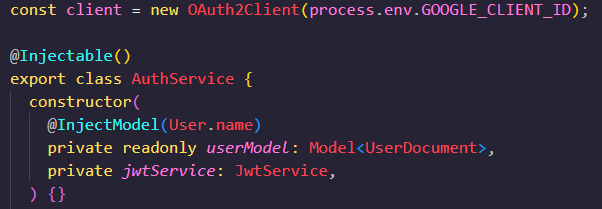 const client = new OAuth2Client(process.env.GOOGLE_CLIENT_ID);
@Injectable()
export class AuthService {
constructor(
@InjectModel(User.name)
private readonly userModel: Model<UserDocument>,
private jwtService: JwtService,
) {}